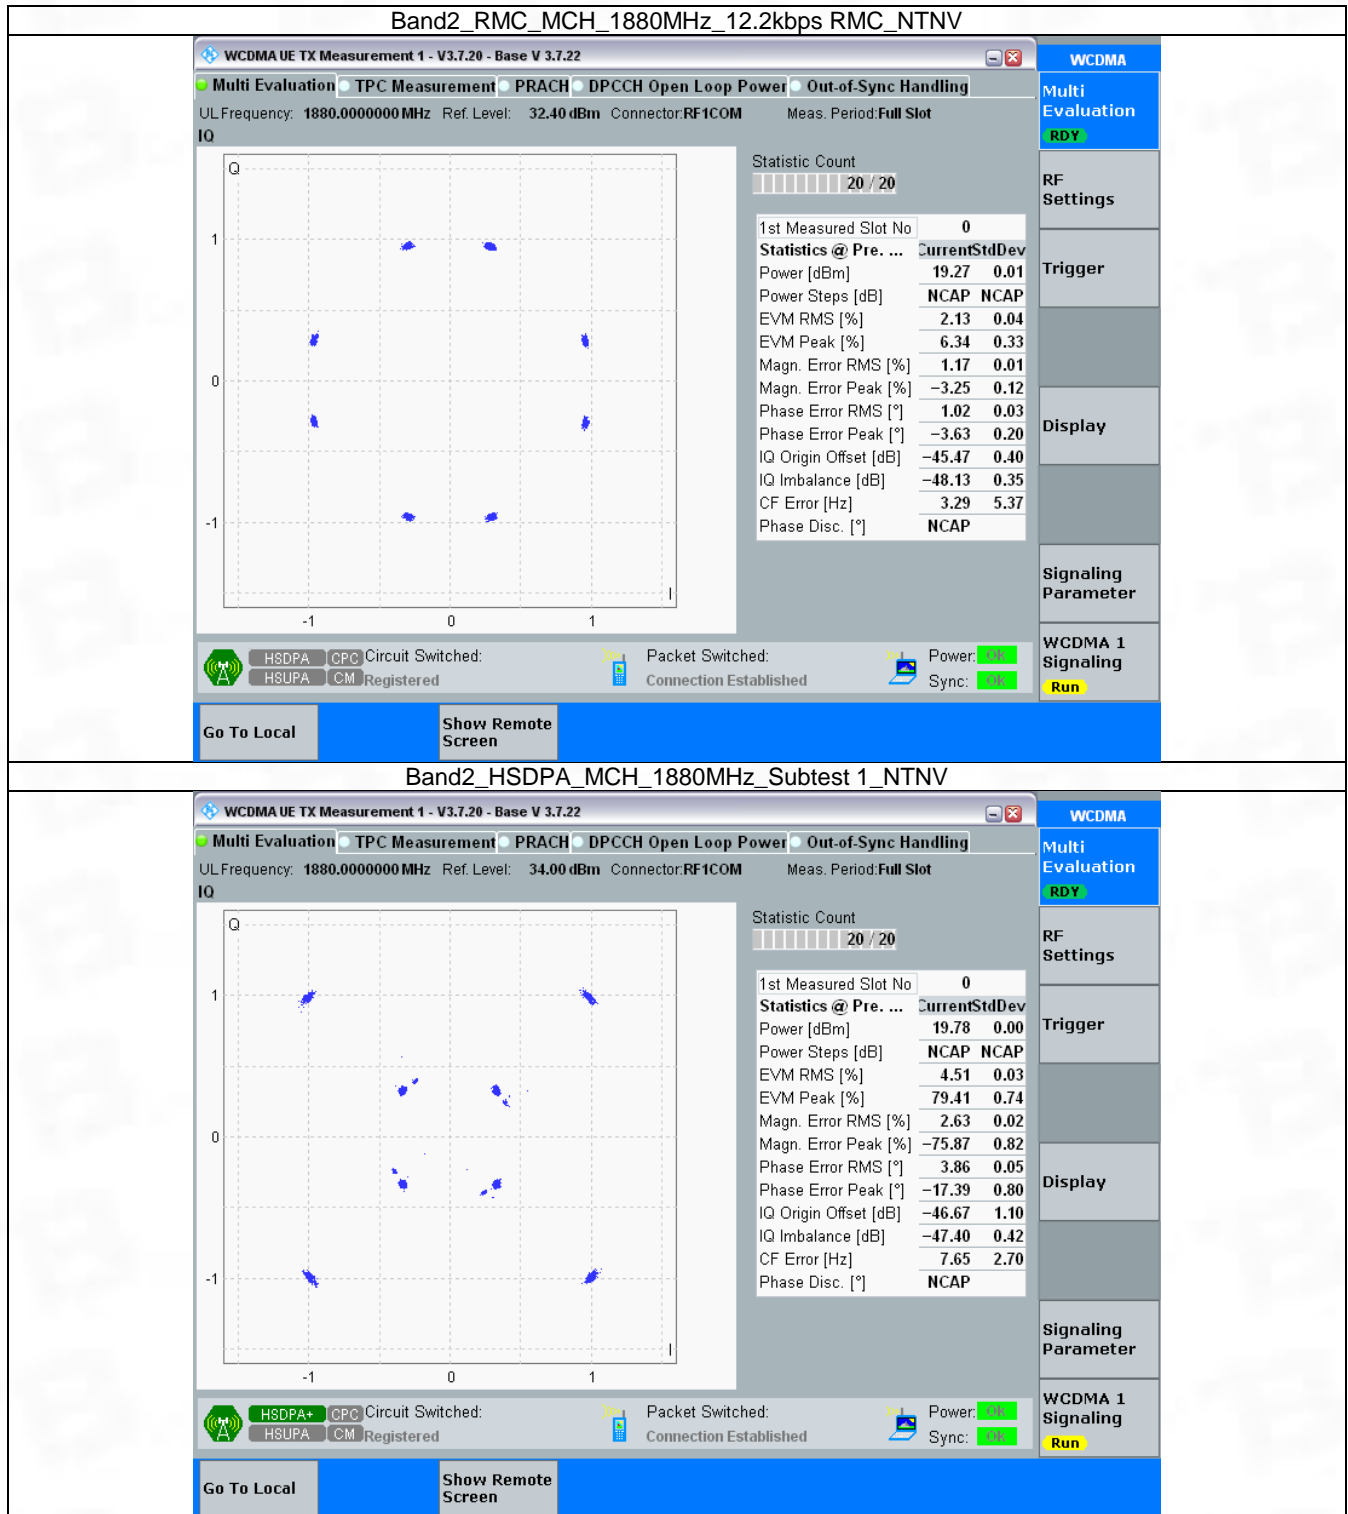 Band2_RMC_MCH_1880MHz_12.2kbps RMC_NTNV
WCDMA UE TX Measurement 1 - V3.7.20 - Base V 3.7.22
WCDMA
Multi Evaluation TPC Measurement PRACH DPCCH Open Loop Power Out-of-Sync Handling
Multi
Evaluation
RDY
UL Frequency: 1880.0000000 MHz Ref. Level: 32.40 dBm Connector:RF1COM Meas. Period:Full Slot
IQ
Q
1
0
-1
I
-1 0 1
Statistic Count
20 / 20
1st Measured Slot No 0
Statistics @ Pre. ... Current StdDev
Power [dBm] 19.27 0.01
Power Steps [dB] NCAP NCAP
EVM RMS [%] 2.13 0.04
EVM Peak [%] 6.34 0.33
Magn. Error RMS [%] 1.17 0.01
Magn. Error Peak [%] −3.25 0.12
Phase Error RMS [°] 1.02 0.03
Phase Error Peak [°] −3.63 0.20
IQ Origin Offset [dB] −45.47 0.40
IQ Imbalance [dB] −48.13 0.35
CF Error [Hz] 3.29 5.37
Phase Disc. [°] NCAP
RF
Settings
Trigger
Display
Signaling
Parameter
WCDMA 1
Signaling
Run
HSDPA CPC Circuit Switched: Packet Switched: Power: Ok
HSUPA CM Registered Connection Established Sync: Ok
Go To Local
Show Remote
Screen
Band2_HSDPA_MCH_1880MHz_Subtest 1_NTNV
WCDMA UE TX Measurement 1 - V3.7.20 - Base V 3.7.22
WCDMA
Multi Evaluation TPC Measurement PRACH DPCCH Open Loop Power Out-of-Sync Handling
Multi
Evaluation
RDY
UL Frequency: 1880.0000000 MHz Ref. Level: 34.00 dBm Connector:RF1COM Meas. Period:Full Slot
IQ
Q
1
0
-1
I
-1 0 1
Statistic Count
20 / 20
1st Measured Slot No 0
Statistics @ Pre. ... Current StdDev
Power [dBm] 19.78 0.00
Power Steps [dB] NCAP NCAP
EVM RMS [%] 4.51 0.03
EVM Peak [%] 79.41 0.74
Magn. Error RMS [%] 2.63 0.02
Magn. Error Peak [%] −75.87 0.82
Phase Error RMS [°] 3.86 0.05
Phase Error Peak [°] −17.39 0.80
IQ Origin Offset [dB] −46.67 1.10
IQ Imbalance [dB] −47.40 0.42
CF Error [Hz] 7.65 2.70
Phase Disc. [°] NCAP
RF
Settings
Trigger
Display
Signaling
Parameter
WCDMA 1
Signaling
Run
HSDPA+ CPC Circuit Switched: Packet Switched: Power: Ok
HSUPA CM Registered Connection Established Sync: Ok
Go To Local
Show Remote
Screen